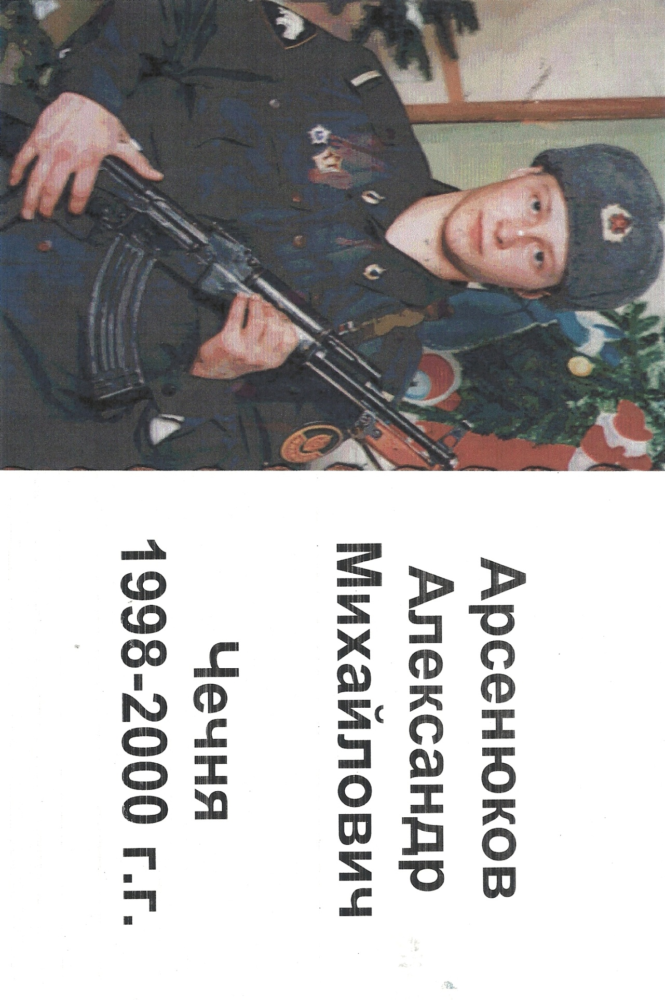 Арсенюков
Александр
Михайлович
Чечня
1998-2000 г.г.